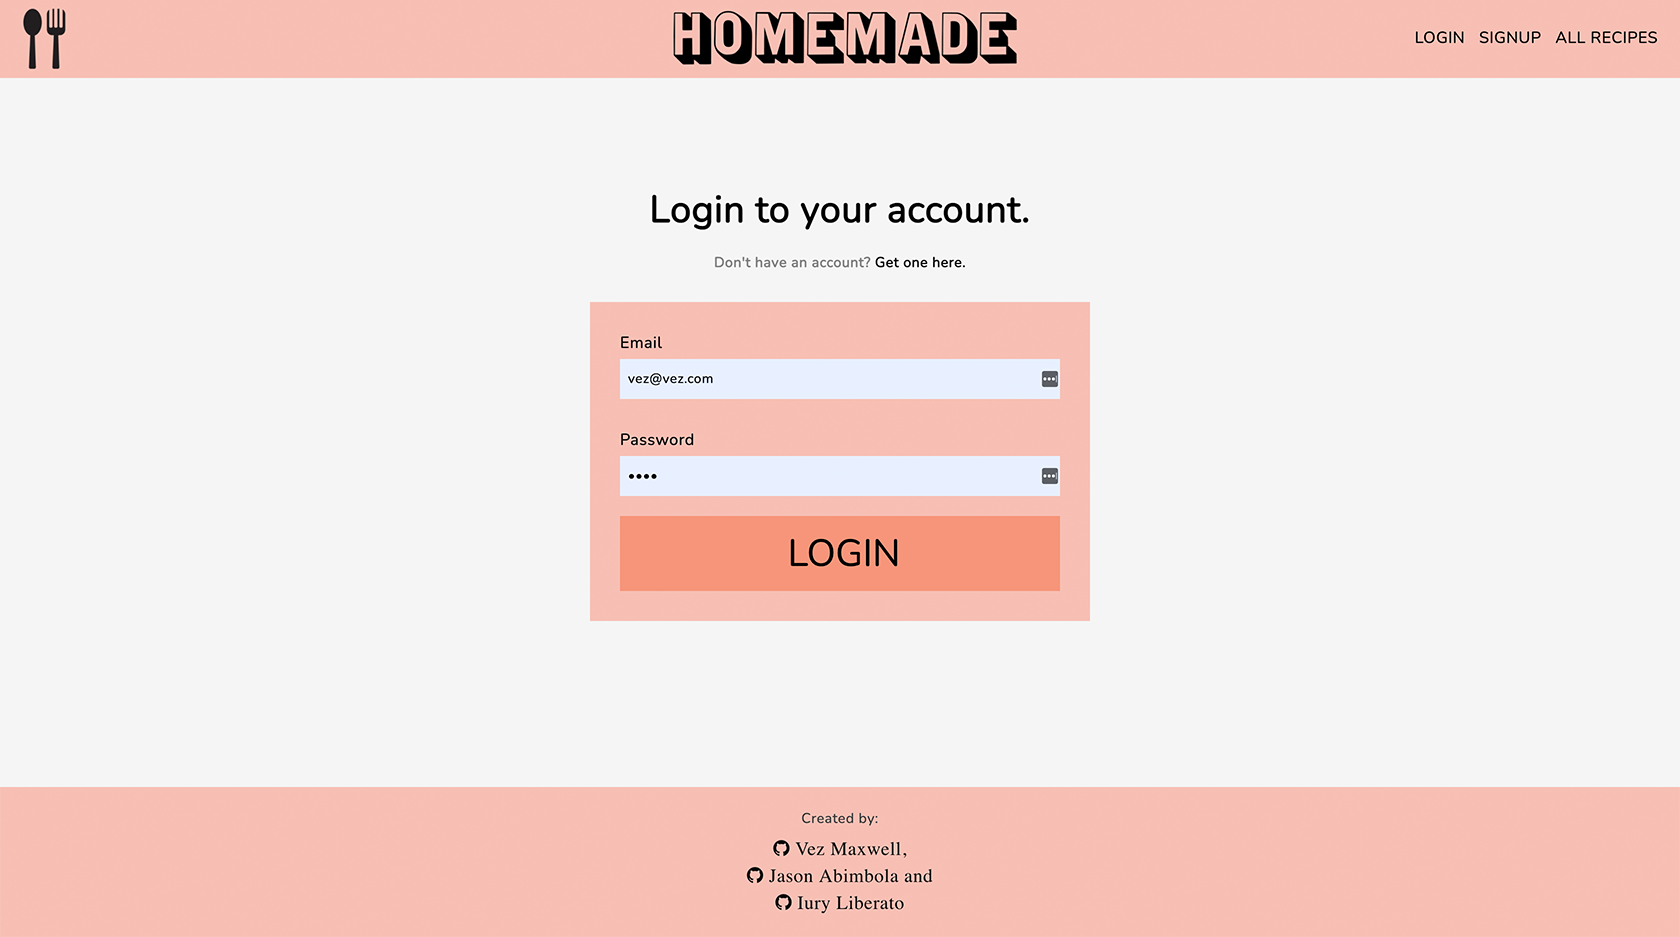 HOMEMADE
LOGIN SIGNUP ALL RECIPES
Login to your account.
Don't have an account? Get one here.
Email
vez@vez.com
Password
••••
LOGIN
Created by:
Vez Maxwell,
Jason Abimbola and
Iury Liberato